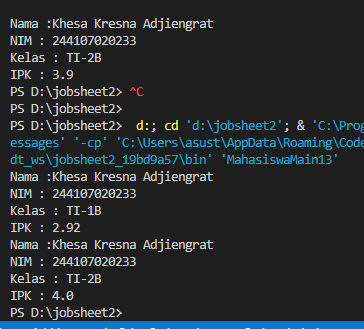 Nama :Khesa Kresna Adjiengrat
NIM : 244107020233
Kelas : TI-2B
IPK : 3.9
PS D:\jobsheet2> ^C
PS D:\jobsheet2>
PS D:\jobsheet2>  d:; cd 'd:\jobsheet2'; & 'C:\Prog
essages' '-cp' 'C:\Users\asust\AppData\Roaming\Code
dt_ws\jobsheet2_19bd9a57\bin' 'MahasiswaMain13'
Nama :Khesa Kresna Adjiengrat
NIM : 244107020233
Kelas : TI-1B
IPK : 2.92
Nama :Khesa Kresna Adjiengrat
NIM : 244107020233
Kelas : TI-2B
IPK : 4.0
PS D:\jobsheet2>